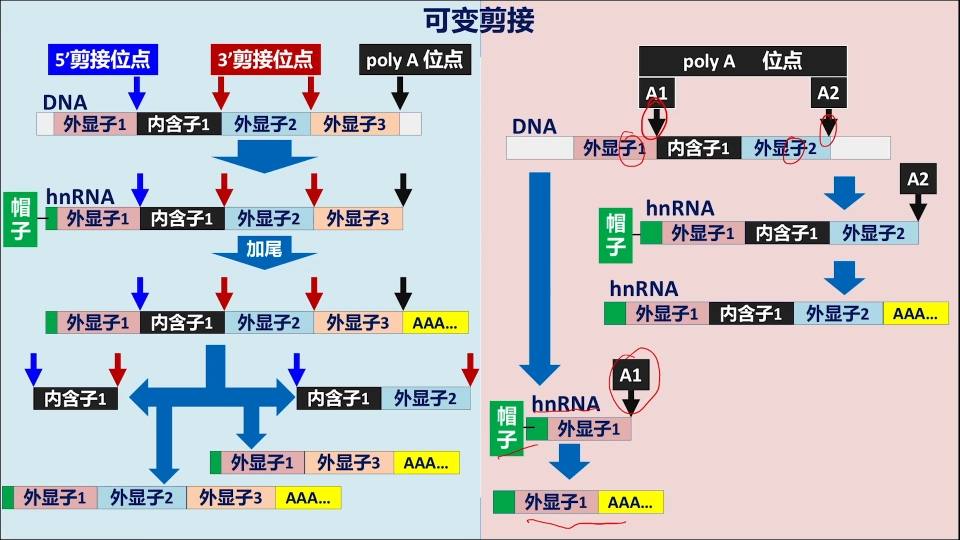 可变剪接
5′剪接位点 3′剪接位点 poly A 位点
DNA
外显子1 内含子1 外显子2 外显子3
hnRNA
帽子
外显子1 内含子1 外显子2 外显子3
加尾
外显子1 内含子1 外显子2 外显子3 AAA...
内含子1 内含子1 外显子2
外显子1 外显子3 AAA...
外显子1 外显子2 外显子3 AAA...
poly A 位点
A1 A2
DNA
外显子1 内含子1 外显子2
A2
hnRNA
帽子
外显子1 内含子1 外显子2
hnRNA
外显子1 内含子1 外显子2 AAA...
A1
hnRNA
帽子
外显子1
外显子1 AAA...